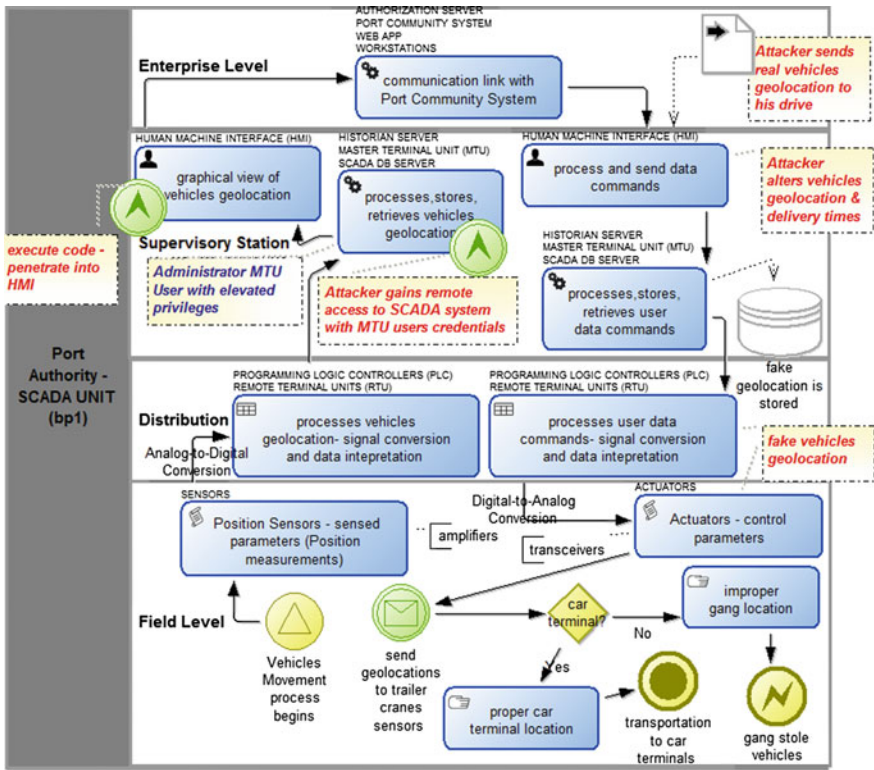 AUTHORIZATION SERVER
PORT COMMUNITY SYSTEM
WEB APP
WORKSTATIONS
Enterprise Level
communication link with
Port Community System
Attacker sends
real vehicles
geolocation to
his drive
HUMAN MACHINE INTERFACE (HMI)
graphical view of
vehicles geolocation
HISTORIAN SERVER
MASTER TERMINAL UNIT (MTU)
SCADA DB SERVER
processes,stores,
retrieves vehicles
geolocation
HUMAN MACHINE INTERFACE (HMI)
process and send data
commands
Attacker
alters vehicles
geolocation &
delivery times
execute code -
penetrate into
HMI
Supervisory Station
Administrator MTU
User with elevated
privileges
Attacker gains remote
access to SCADA system
with MTU users credentials
HISTORIAN SERVER
MASTER TERMINAL UNIT (MTU)
SCADA DB SERVER
processes,stores,
retrieves user
data commands
fake
geolocation is
stored
Port
Authority -
SCADA UNIT
(bp1)
PROGRAMMING LOGIC CONTROLLERS (PLC)
REMOTE TERMINAL UNITS (RTU)
processes vehicles
geolocation- signal conversion
and data intepretation
PROGRAMMING LOGIC CONTROLLERS (PLC)
REMOTE TERMINAL UNITS (RTU)
processes user data
commands- signal conversion
and data intepretation
Distribution
Analog-to-Digital
Conversion
fake vehicles
geolocation
SENSORS
Position Sensors - sensed
parameters (Position
measurements)
Digital-to-Analog
Conversion
amplifiers
transceivers
ACTUATORS
Actuators - control
parameters
Field Level
Vehicles
Movement
process
begins
send
geolocations
to trailer
cranes
sensors
car
terminal?
No
Yes
improper
gang location
proper car
terminal location
transportation
to car
terminals
gang stole
vehicles